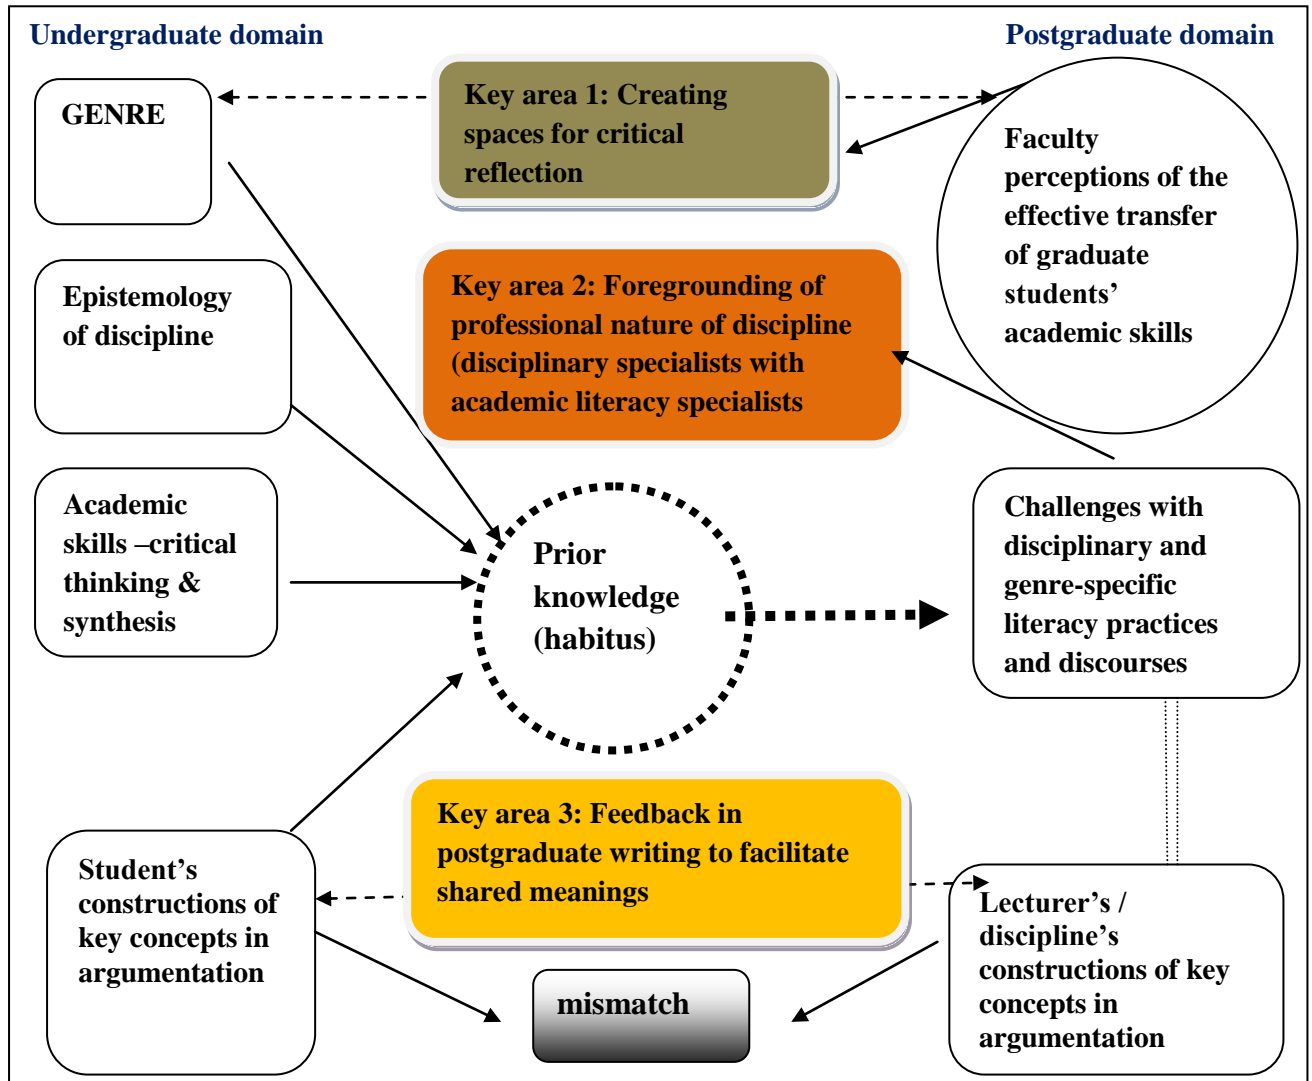 Undergraduate domain
Postgraduate domain
GENRE
Key area 1: Creating
spaces for critical
reflection
Faculty
perceptions of the
effective transfer
of graduate
students’
academic skills
Epistemology
of discipline
Key area 2: Foregrounding of
professional nature of discipline
(disciplinary specialists with
academic literacy specialists
Academic
skills –critical
thinking &
synthesis
Prior
knowledge
(habitus)
Challenges with
disciplinary and
genre-specific
literacy practices
and discourses
Key area 3: Feedback in
postgraduate writing to facilitate
shared meanings
Student’s
constructions of
key concepts in
argumentation
mismatch
Lecturer’s /
discipline’s
constructions of key
concepts in
argumentation